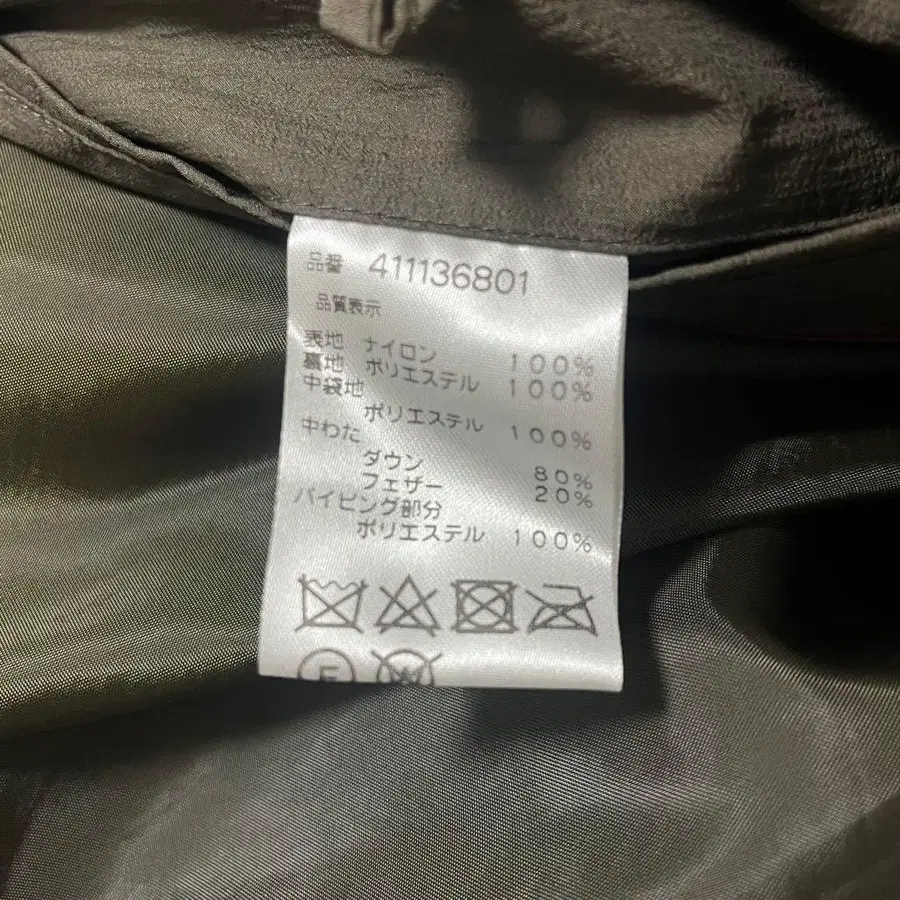 品番 411136801
品質表示
表地 ナイロン 100%
裏地 ポリエステル 100%
中袋地
ポリエステル 100%
中わた
ダウン 80%
フェザー 20%
パイピング部分
ポリエステル 100%
F W